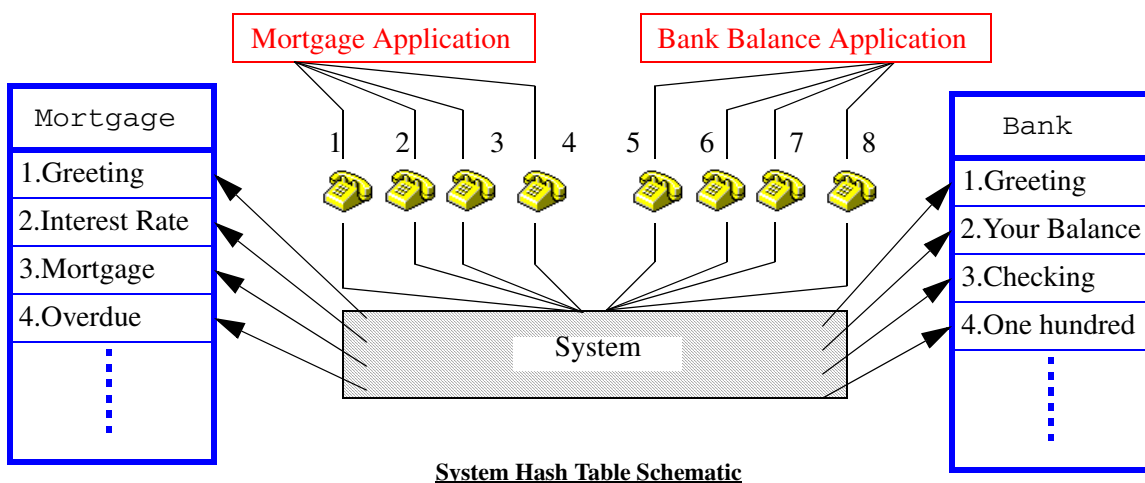 Mortgage Application
Bank Balance Application
Mortgage
1.Greeting
2.Interest Rate
3.Mortgage
4.Overdue
1 2 3 4 5 6 7 8
System
Bank
1.Greeting
2.Your Balance
3.Checking
4.One hundred
System Hash Table Schematic